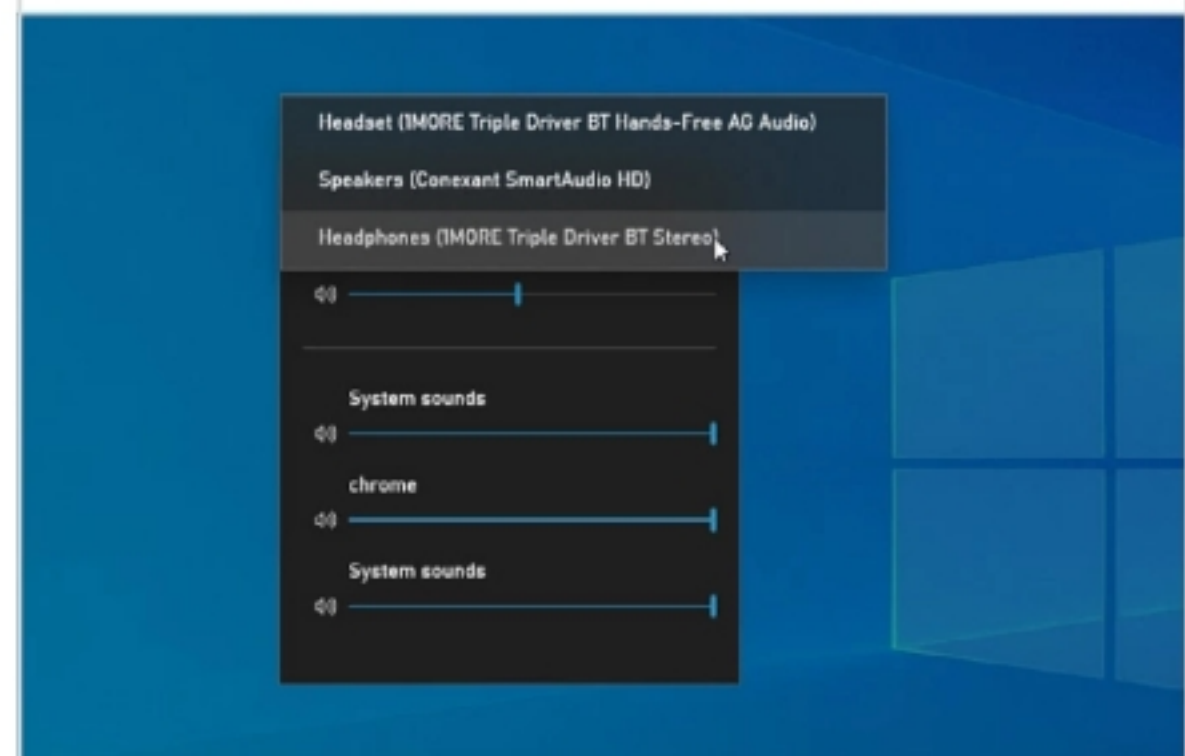 Headset (1MORE Triple Driver BT Hands-Free AG Audio)
Speakers (Conexant SmartAudio HD)
Headphones (1MORE Triple Driver BT Stereo)
System sounds
chrome
System sounds